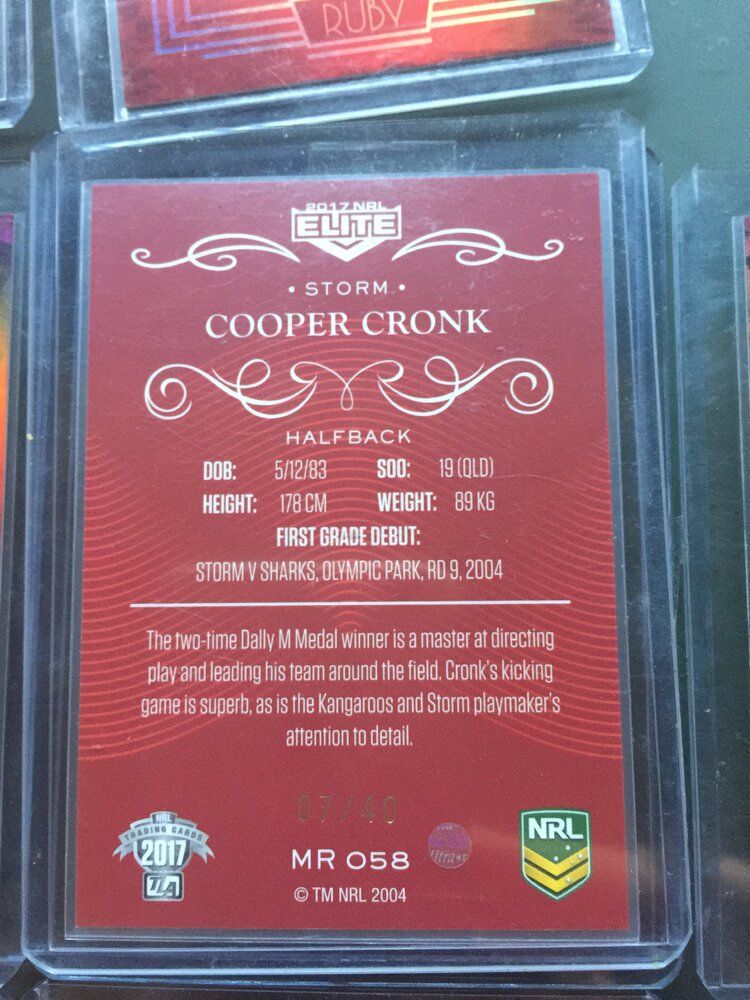 RUBY
2017 NRL
ELITE
• STORM •
COOPER CRONK
HALFBACK
DOB: 5/12/83 SOO: 19 (QLD)
HEIGHT: 178 CM WEIGHT: 89 KG
FIRST GRADE DEBUT:
STORM V SHARKS, OLYMPIC PARK, RD 9, 2004
The two-time Dally M Medal winner is a master at directing
play and leading his team around the field. Cronk's kicking
game is superb, as is the Kangaroos and Storm playmaker's
attention to detail.
07/40
NRL
TRADING CARDS
2017
TLA
MR 058
© TM NRL 2004
NRL